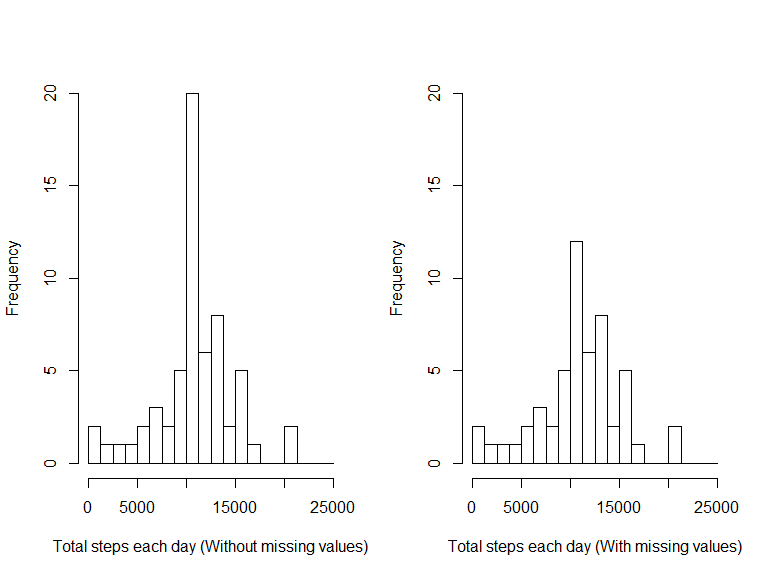 Frequency
20
15
10
5
0
0 5000 15000 25000
Total steps each day (Without missing values)
Frequency
20
15
10
5
0
0 5000 15000 25000
Total steps each day (With missing values)